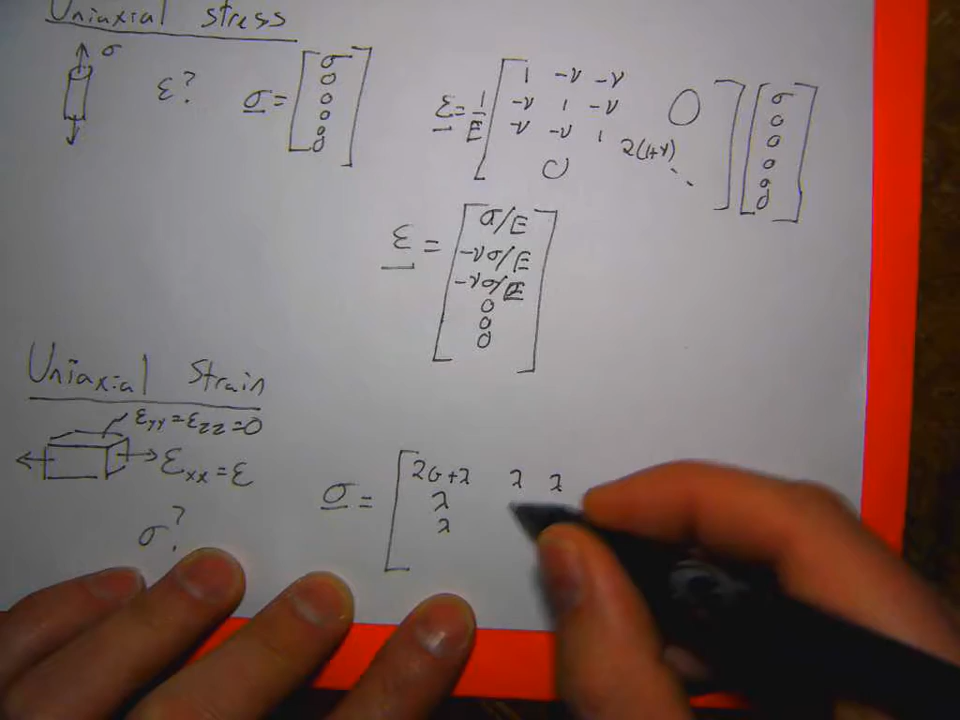 Uniaxial stress
σ
ε?
σ = [σ 0 0 0 0 0]
ε = 1/E [1 -ν -ν
-ν 1 -ν 0
-ν -ν 1
2(1+ν)
0 ⋱] [σ 0 0 0 0 0]
ε = [σ/E
-νσ/E
-νσ/E
0
0
0]
Uniaxial Strain
εyy = εzz = 0
εxx = ε
σ?
σ = [2G+λ λ λ
λ
λ